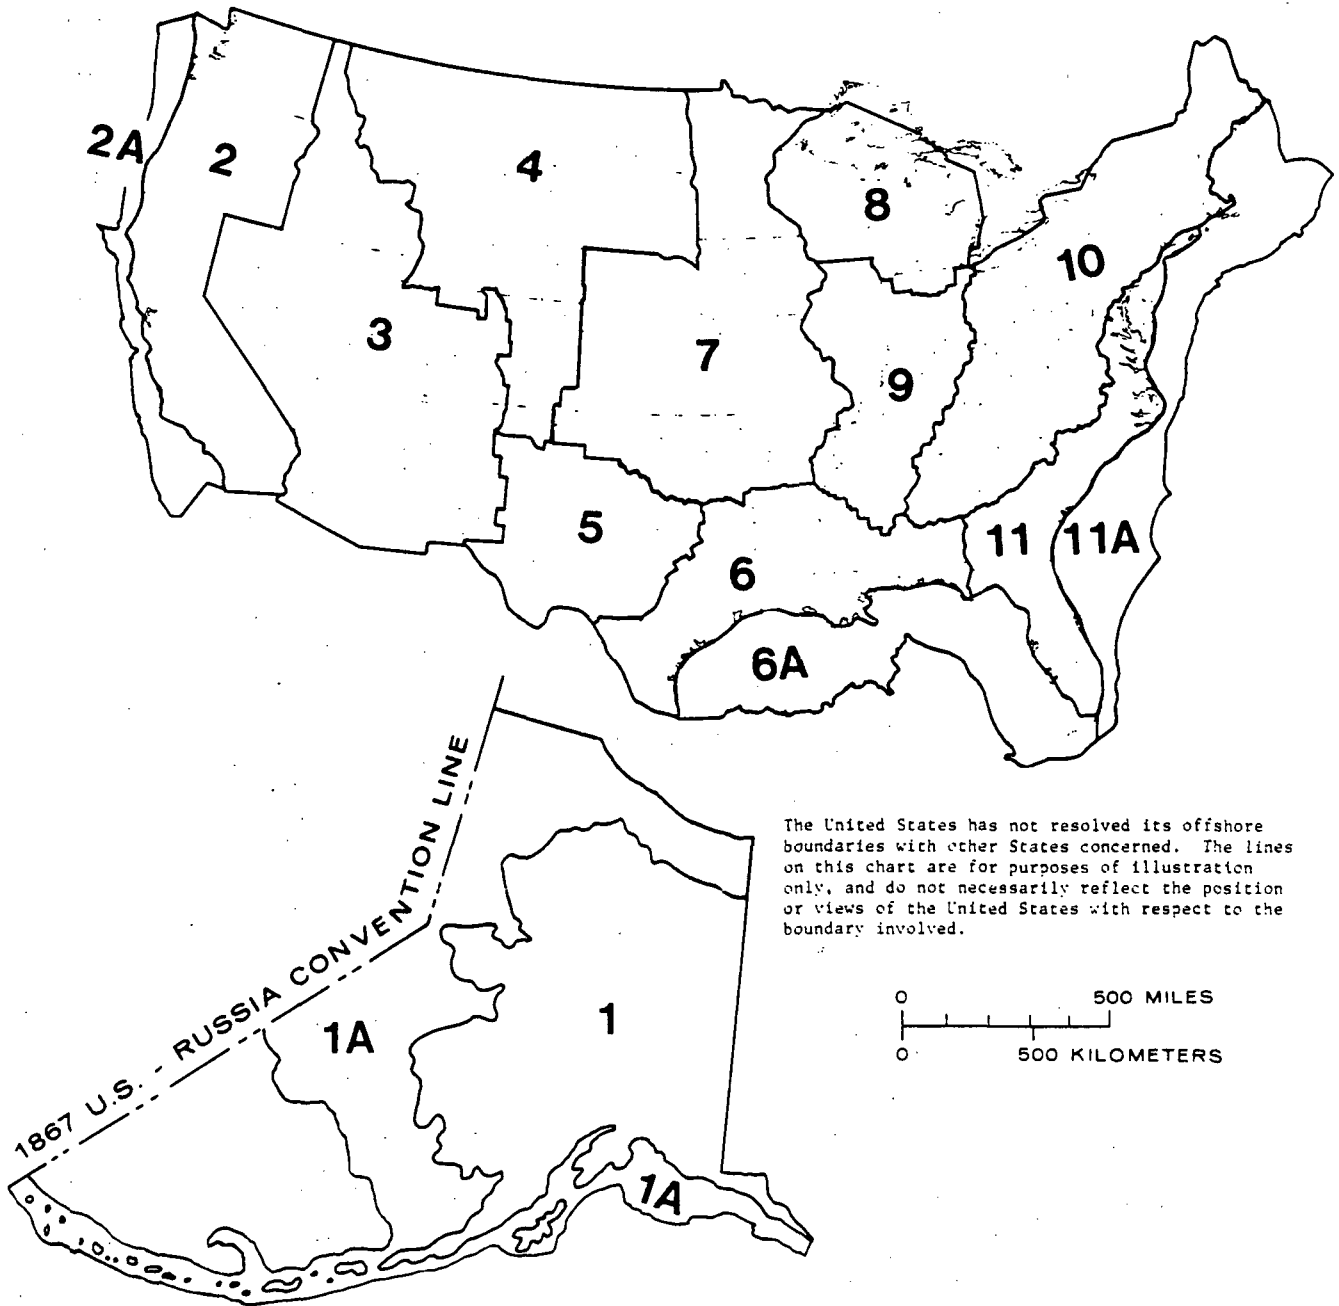 2A
2
4
8
10
3
7
9
5
11
11A
6
6A
1867 U.S. - RUSSIA CONVENTION LINE
The United States has not resolved its offshore
boundaries with other States concerned. The lines
on this chart are for purposes of illustration
only, and do not necessarily reflect the position
or views of the United States with respect to the
boundary involved.
0 500 MILES
0 500 KILOMETERS
1A
1
1A